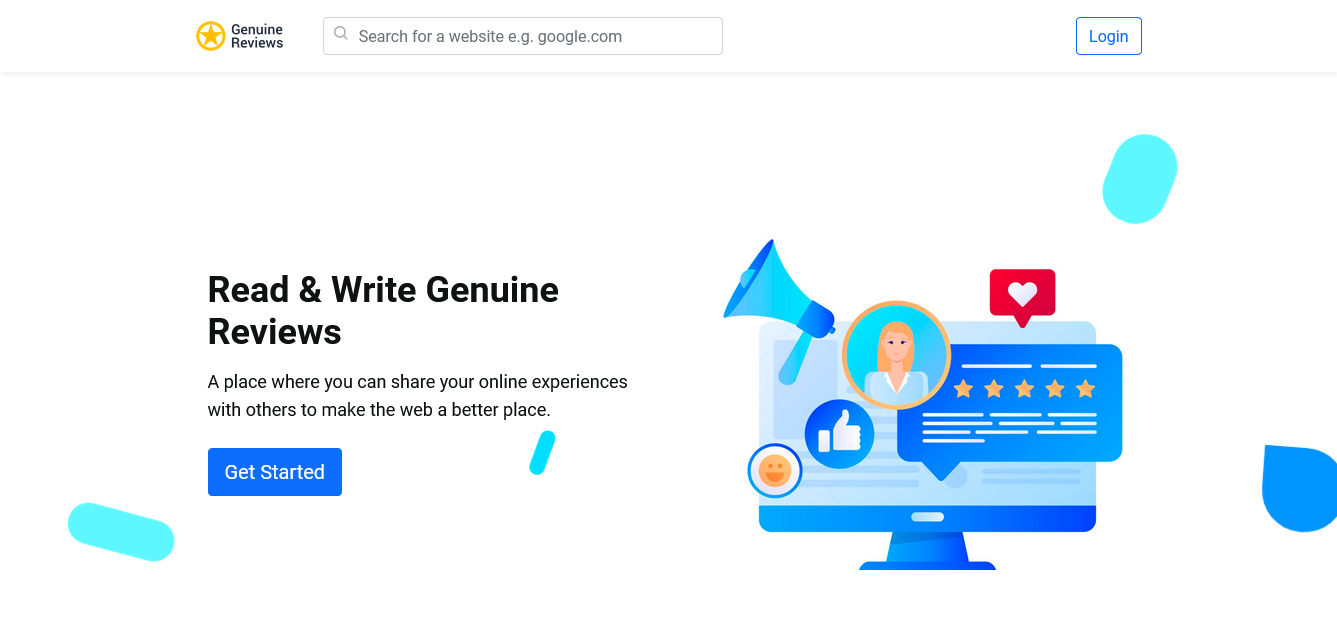 Genuine
Reviews
Search for a website e.g. google.com
Login
Read & Write Genuine
Reviews
A place where you can share your online experiences
with others to make the web a better place.
Get Started